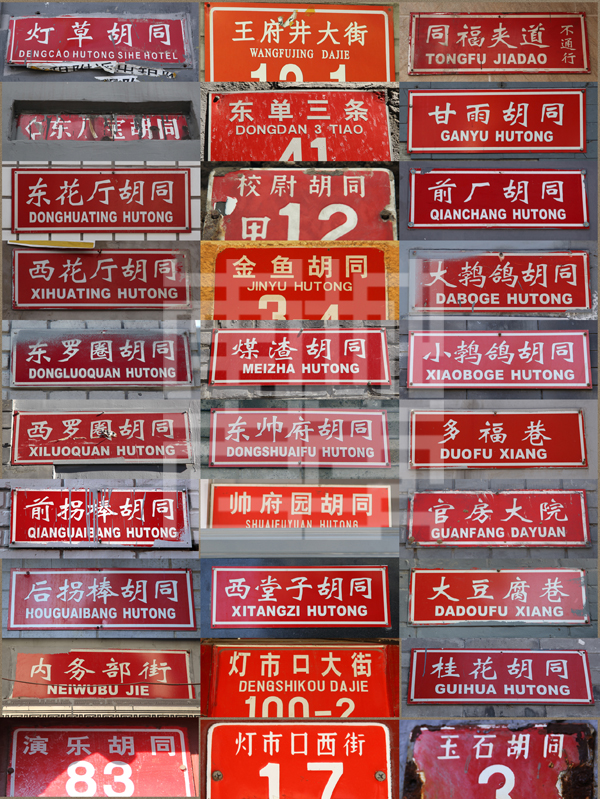 灯草胡同
DENGCAO HUTONG SIHE HOTEL
王府井大街
WANGFUJING DAJIE
同福夹道
不通行
TONGFU JIADAO
东八宝胡同
东单三条
DONGDAN 3 TIAO
41
甘雨胡同
GANYU HUTONG
东花厅胡同
DONGHUATING HUTONG
校尉胡同
甲12
前厂胡同
QIANCHANG HUTONG
西花厅胡同
XIHUATING HUTONG
金鱼胡同
JINYU HUTONG
大鹁鸽胡同
DABOGE HUTONG
东罗圈胡同
DONGLUOQUAN HUTONG
煤渣胡同
MEIZHA HUTONG
小鹁鸽胡同
XIAOBOGE HUTONG
西罗圈胡同
XILUOQUAN HUTONG
东帅府胡同
DONGSHUAIFU HUTONG
多福巷
DUOFU XIANG
前拐棒胡同
QIANGUAIBANG HUTONG
帅府园胡同
SHUAIFUYUAN HUTONG
官房大院
GUANFANG DAYUAN
后拐棒胡同
HOUGUAIBANG HUTONG
西堂子胡同
XITANGZI HUTONG
大豆腐巷
DADOUFU XIANG
内务部街
NEIWUBU JIE
灯市口大街
DENGSHIKOU DAJIE
100-2
桂花胡同
GUIHUA HUTONG
演乐胡同
83
灯市口西街
17
玉石胡同
3